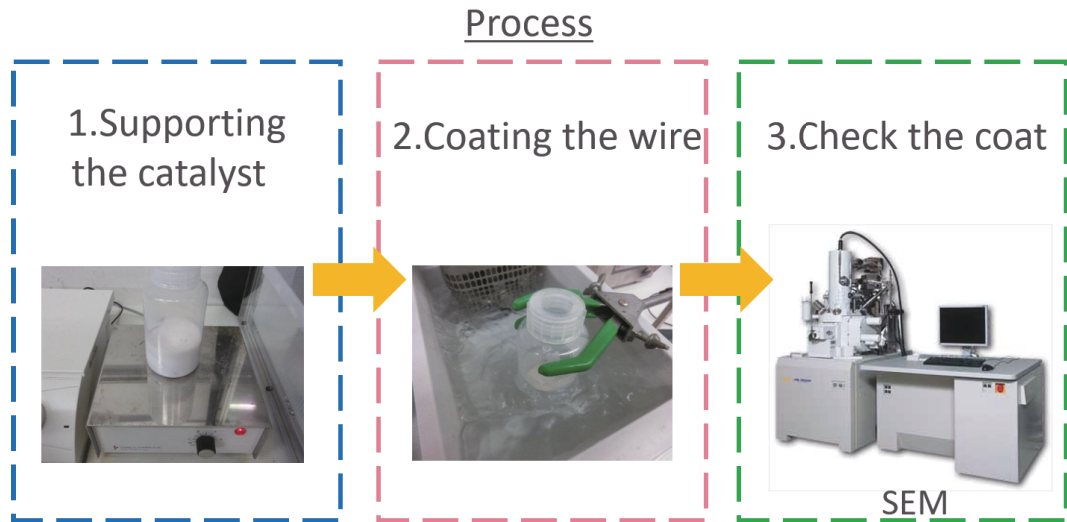 Process
1.Supporting
the catalyst
2.Coating the wire
3.Check the coat
SEM